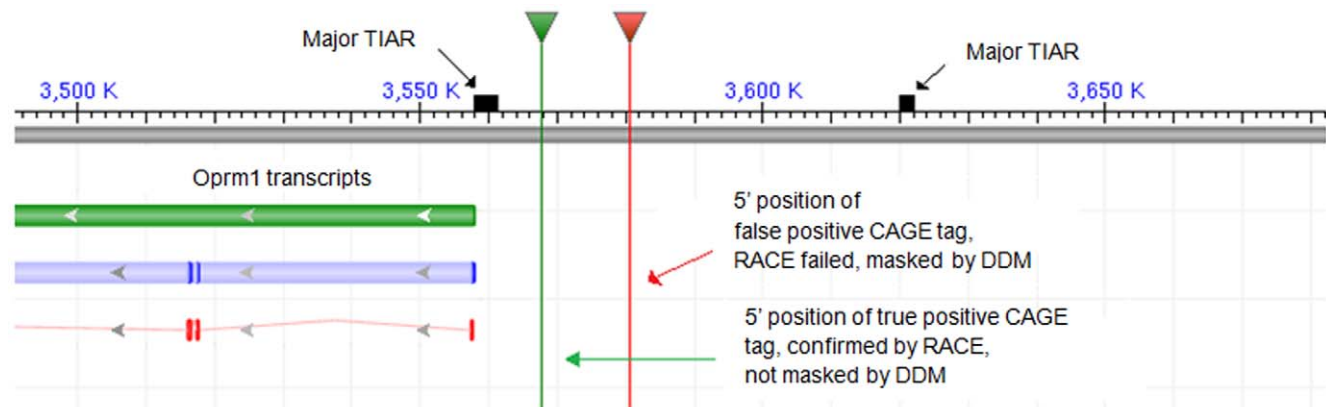 Major TIAR
Major TIAR
3,500 K
3,550 K
3,600 K
3,650 K
Oprm1 transcripts
5' position of
false positive CAGE tag,
RACE failed, masked by DDM
5' position of true positive CAGE
tag, confirmed by RACE,
not masked by DDM